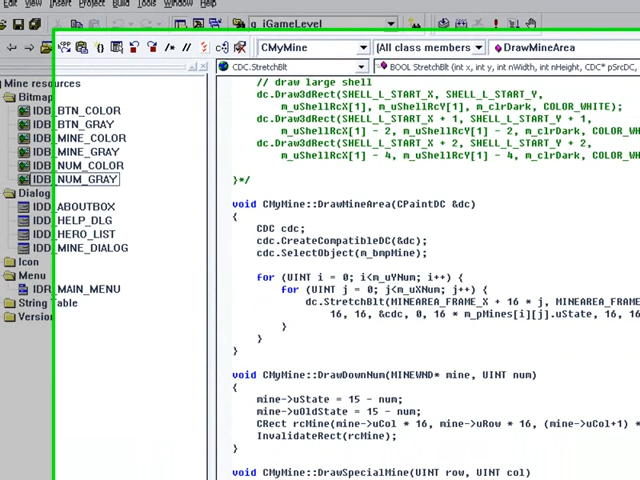 Edit View Insert Project Build Tools Window Help
g_iGameLevel
CMyMine
(All class members
DrawMineArea
CDC.StretchBlt
BOOL StretchBlt (int x, int y, int nWidth, int nHeight, CDC* pSrcDC,
Mine resources
Bitmap
IDB_BTN_COLOR
IDB_BTN_GRAY
IDB_MINE_COLOR
IDB_MINE_GRAY
IDB_NUM_COLOR
IDB_NUM_GRAY
Dialog
IDD_ABOUTBOX
IDD_HELP_DLG
IDD_HERO_LIST
IDD_MINE_DIALOG
Icon
Menu
IDR_MAIN_MENU
String Table
Version
// draw large shell
dc.Draw3dRect(SHELL_L_START_X, SHELL_L_START_Y,
m_uShellRcX[1], m_uShellRcY[1], m_clrDark, COLOR_WHITE);
dc.Draw3dRect(SHELL_L_START_X + 1, SHELL_L_START_Y + 1,
m_uShellRcX[1] - 2, m_uShellRcY[1] - 2, m_clrDark, COLOR_WH
dc.Draw3dRect(SHELL_L_START_X + 2, SHELL_L_START_Y + 2,
m_uShellRcX[1] - 4, m_uShellRcY[1] - 4, m_clrDark, COLOR_WH
}*/
void CMyMine::DrawMineArea(CPaintDC &dc)
{
CDC cdc;
cdc.CreateCompatibleDC(&dc);
cdc.SelectObject(m_bmpMine);
for (UINT i = 0; i<m_uYNum; i++) {
for (UINT j = 0; j<m_uXNum; j++) {
dc.StretchBlt(MINEAREA_FRAME_X + 16 * j, MINEAREA_FRAME
16, 16, &cdc, 0, 16 * m_pMines[i][j].uState, 16, 16
}
}
}
void CMyMine::DrawDownNum(MINEWND* mine, UINT num)
{
mine->uState = 15 - num;
mine->uOldState = 15 - num;
CRect rcMine(mine->uCol * 16, mine->uRow * 16, (mine->uCol+1) *
InvalidateRect(rcMine);
}
void CMyMine::DrawSpecialMine(UINT row, UINT col)